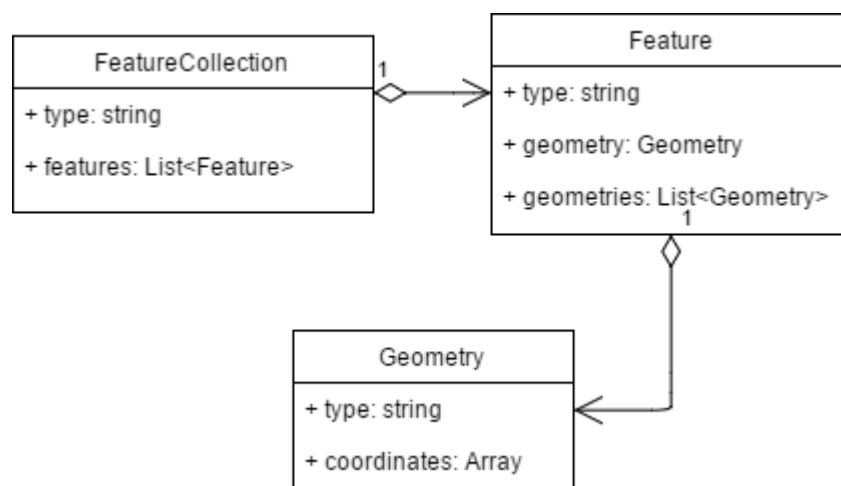 FeatureCollection
+ type: string
+ features: List<Feature>
1
Feature
+ type: string
+ geometry: Geometry
+ geometries: List<Geometry>
1
Geometry
+ type: string
+ coordinates: Array